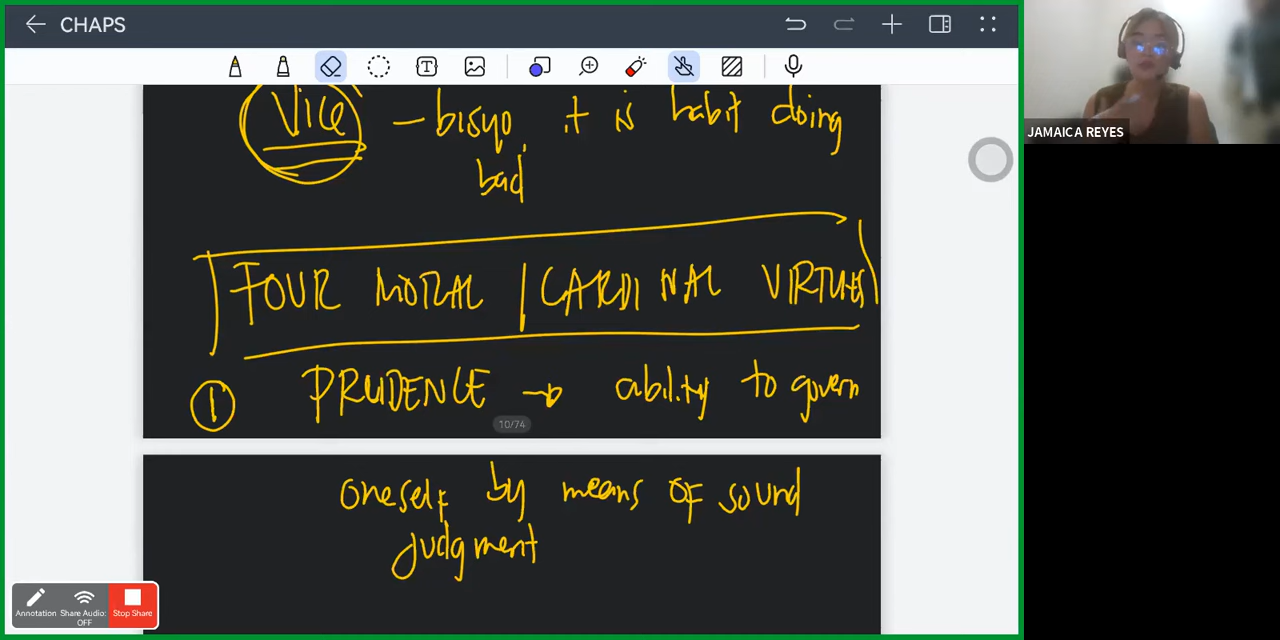 CHAPS
JAMAICA REYES
Vice – bisyo, it is habit doing
bad
FOUR MORAL | CARDINAL VIRTUES
1 PRUDENCE → ability to govern
10/74
oneself by means of sound
judgment
Annotation
Share Audio: OFF
Stop Share